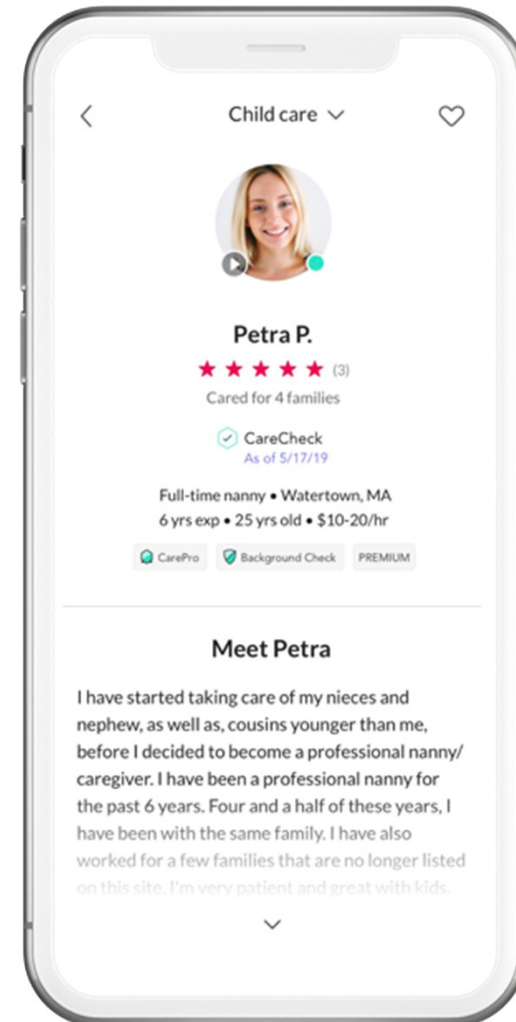 Child care
Petra P.
(3)
Cared for 4 families
CareCheck
As of 5/17/19
Full-time nanny • Watertown, MA
6 yrs exp • 25 yrs old • $10-20/hr
CarePro Background Check PREMIUM
Meet Petra
I have started taking care of my nieces and
nephew, as well as, cousins younger than me,
before I decided to become a professional nanny/
caregiver. I have been a professional nanny for
the past 6 years. Four and a half of these years, I
have been with the same family. I have also
worked for a few families that are no longer listed
on this site. I'm very patient and great with kids.